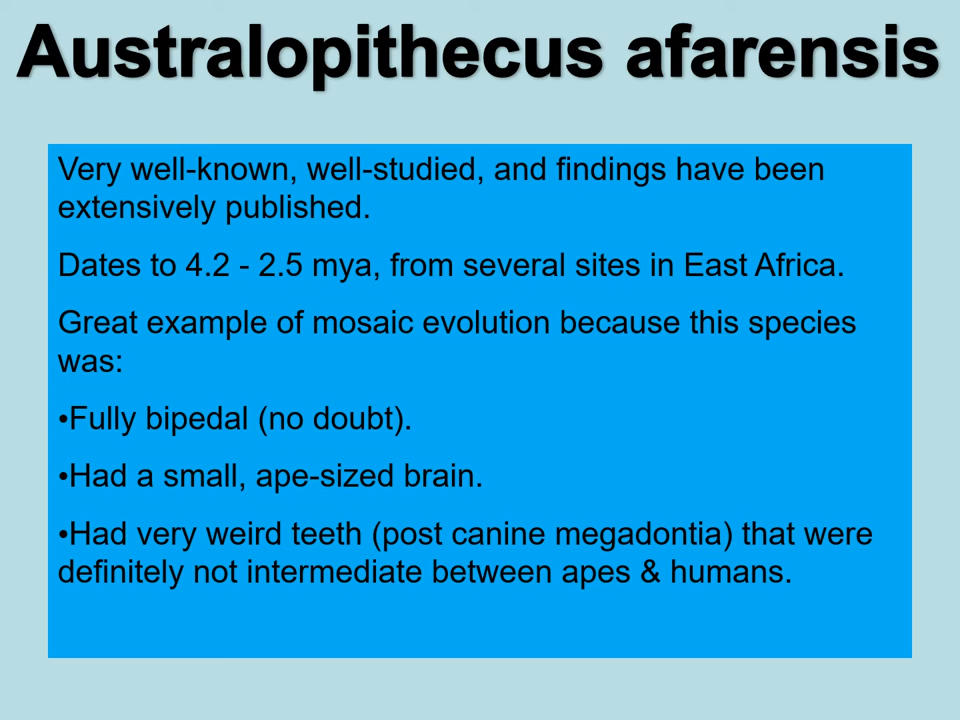 Australopithecus afarensis
Very well-known, well-studied, and findings have been
extensively published.
Dates to 4.2 - 2.5 mya, from several sites in East Africa.
Great example of mosaic evolution because this species
was:
•Fully bipedal (no doubt).
•Had a small, ape-sized brain.
•Had very weird teeth (post canine megadontia) that were
definitely not intermediate between apes & humans.